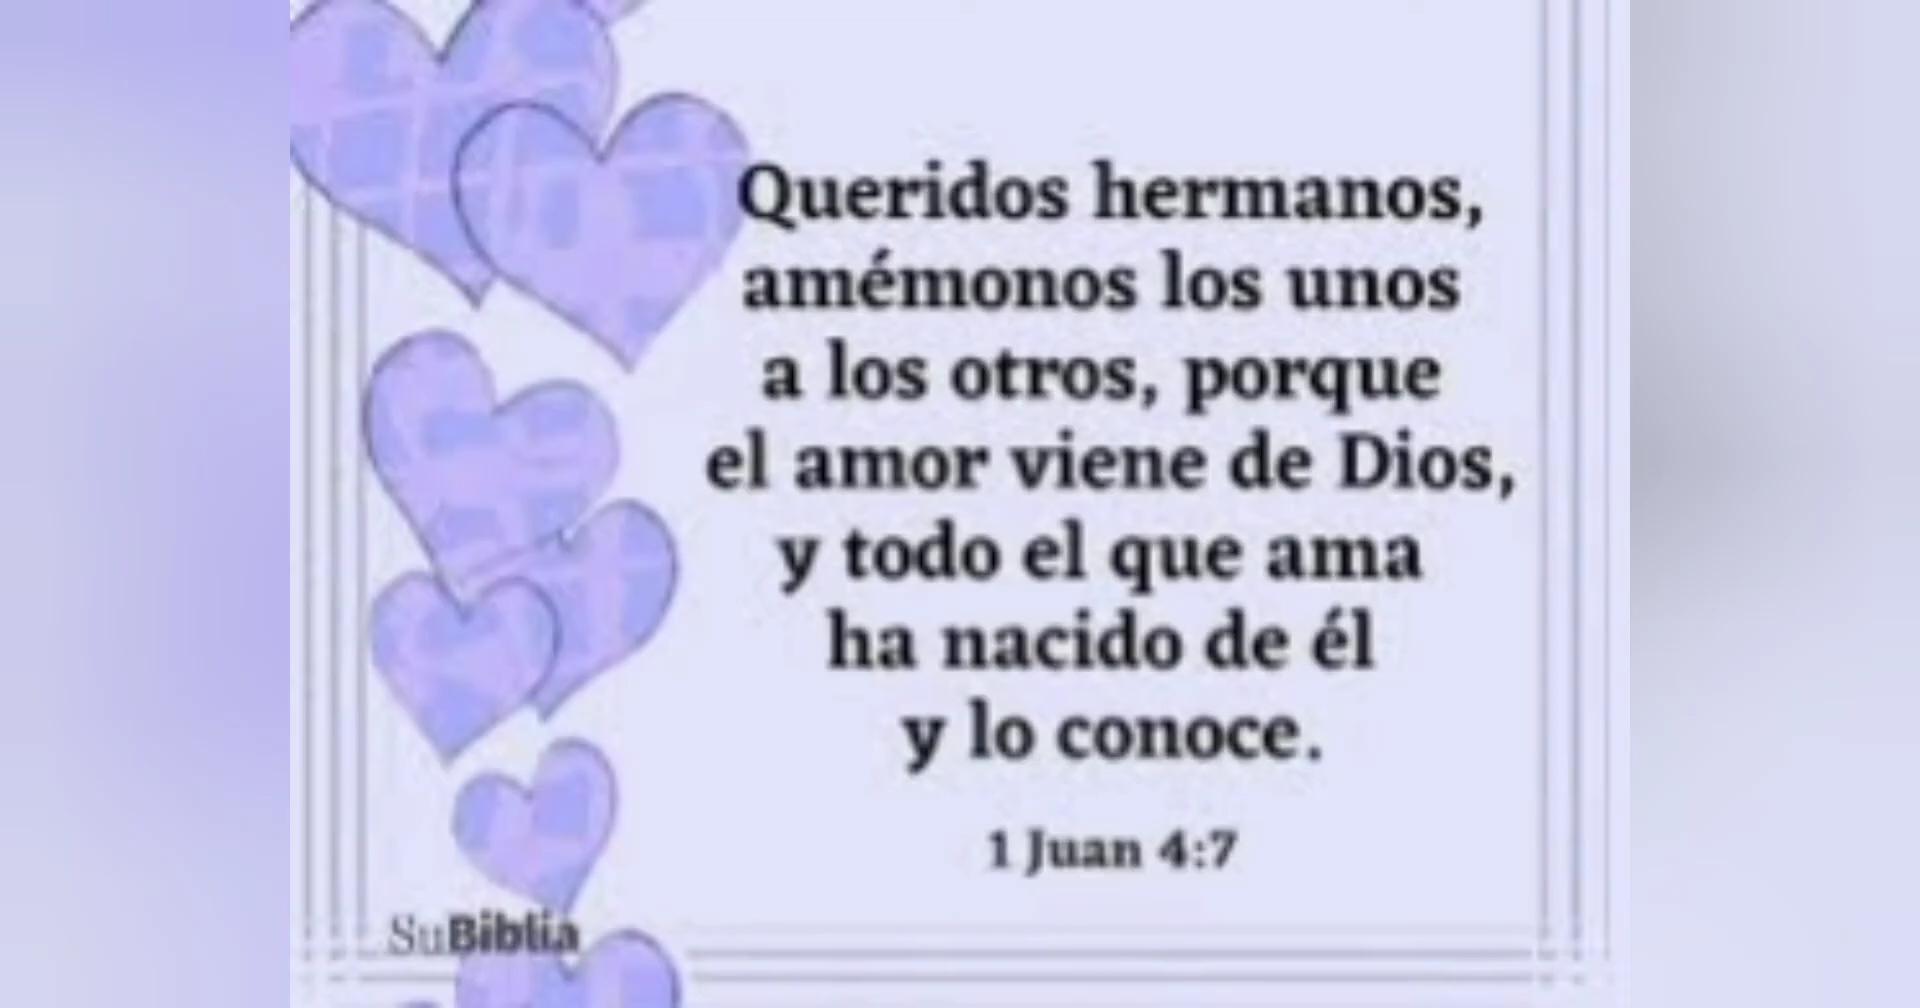 Queridos hermanos,
amémonos los unos
a los otros, porque
el amor viene de Dios,
y todo el que ama
ha nacido de él
y lo conoce.
1 Juan 4:7
SuBiblia